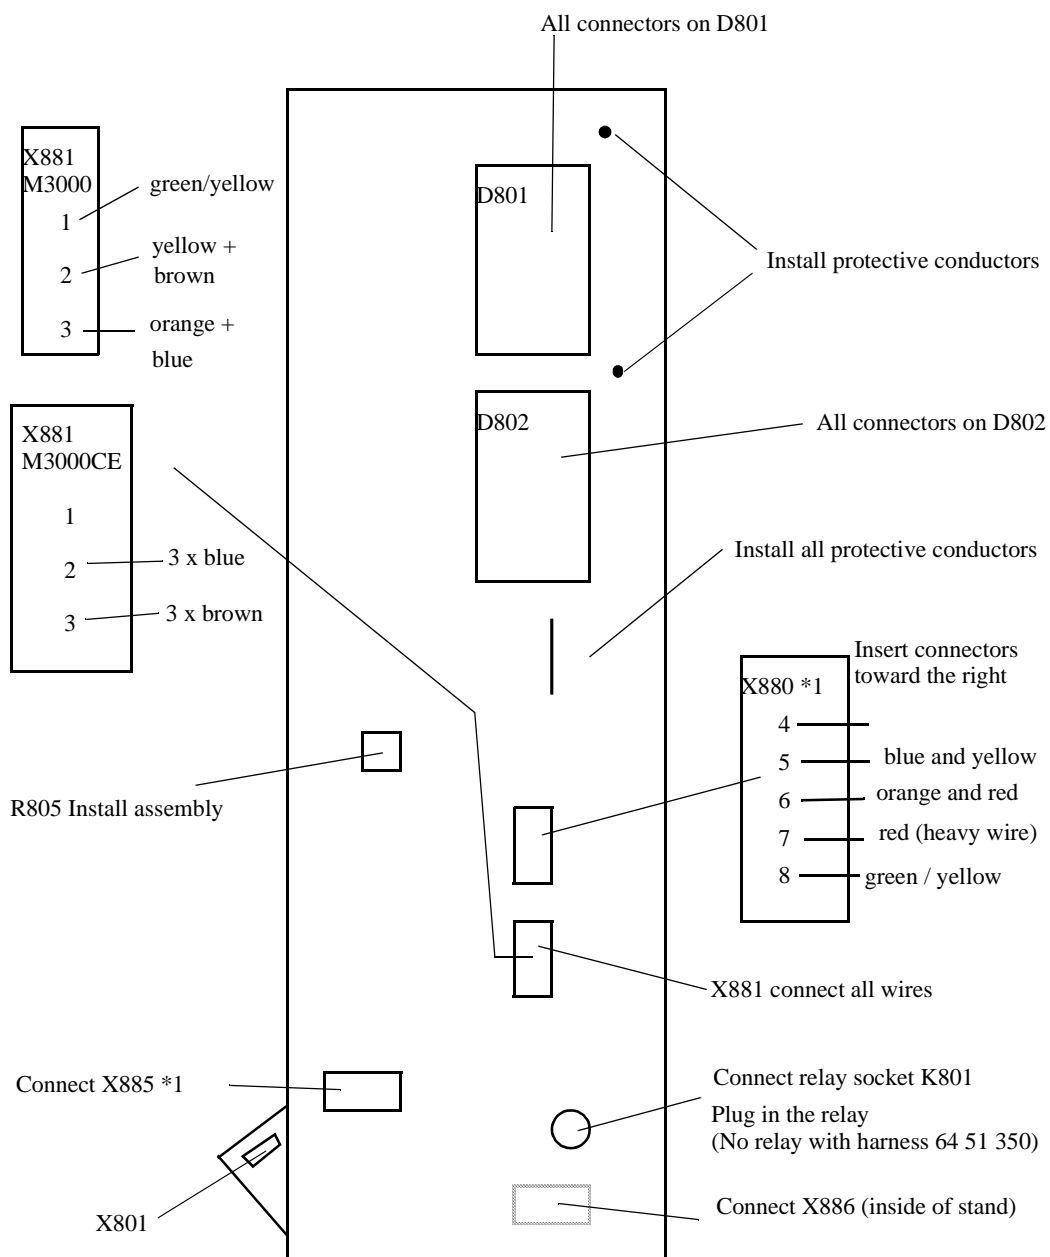 All connectors on D801
X881
M3000
1
green/yellow
2
yellow +
brown
3
orange +
blue
D801
Install protective conductors
X881
M3000CE
1
2
3 x blue
3
3 x brown
D802
All connectors on D802
Install all protective conductors
Insert connectors
toward the right
X880 *1
4
5
blue and yellow
6
orange and red
7
red (heavy wire)
8
green / yellow
R805 Install assembly
X881 connect all wires
Connect X885 *1
Connect relay socket K801
Plug in the relay
(No relay with harness 64 51 350)
X801
Connect X886 (inside of stand)